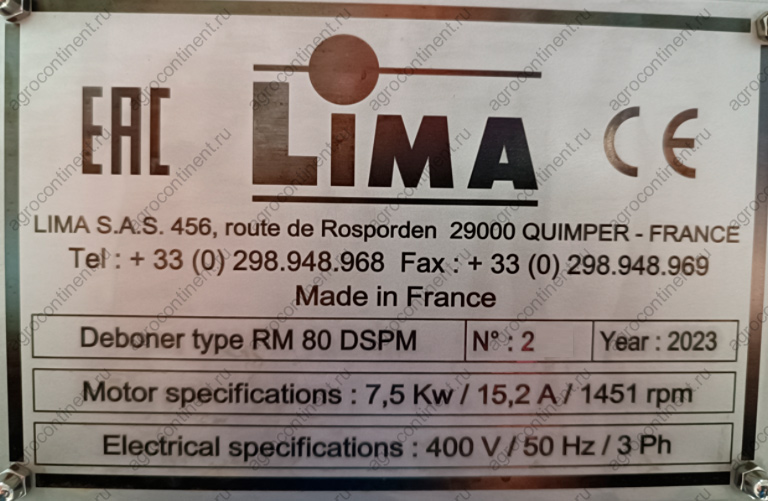 EAC LIMA CE
LIMA S.A.S. 456, route de Rosporden 29000 QUIMPER - FRANCE
Tel : + 33 (0) 298.948.968 Fax : + 33 (0) 298.948.969
Made in France
Deboner type RM 80 DSPM N° : 2 Year : 2023
Motor specifications : 7,5 Kw / 15,2 A / 1451 rpm
Electrical specifications : 400 V / 50 Hz / 3 Ph
agrocontinent.ru